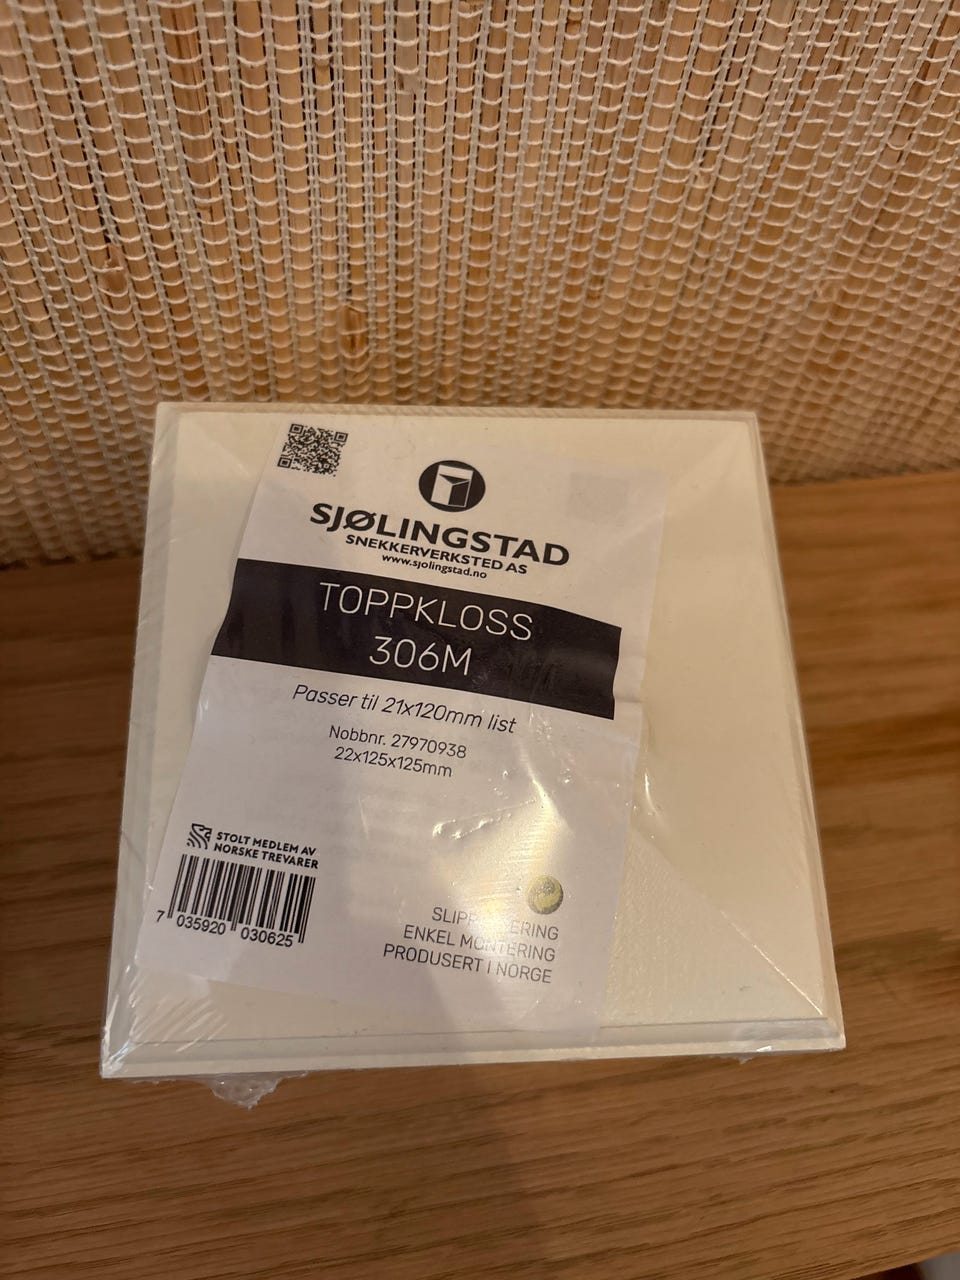 SJØLINGSTAD
SNEKKERVERKSTED AS
www.sjolingstad.no
TOPPKLOSS
306M
Passer til 21x120mm list
Nobbnr. 27970938
22x125x125mm
STOLT MEDLEM AV
NORSKE TREVARER
7 035920 030625
ENKEL MONTERING
PRODUSERT I NORGE